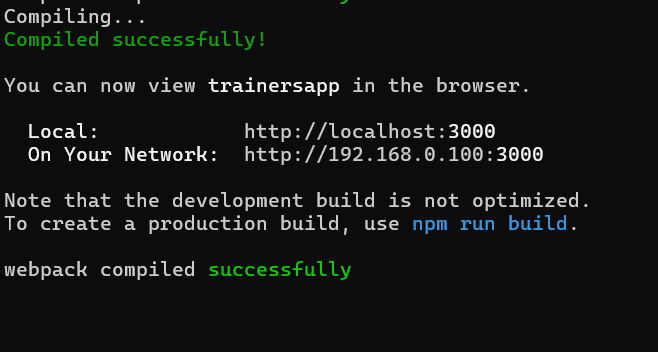 Compiling...
Compiled successfully!
You can now view trainersapp in the browser.
Local: http://localhost:3000
On Your Network: http://192.168.0.100:3000
Note that the development build is not optimized.
To create a production build, use npm run build.
webpack compiled successfully